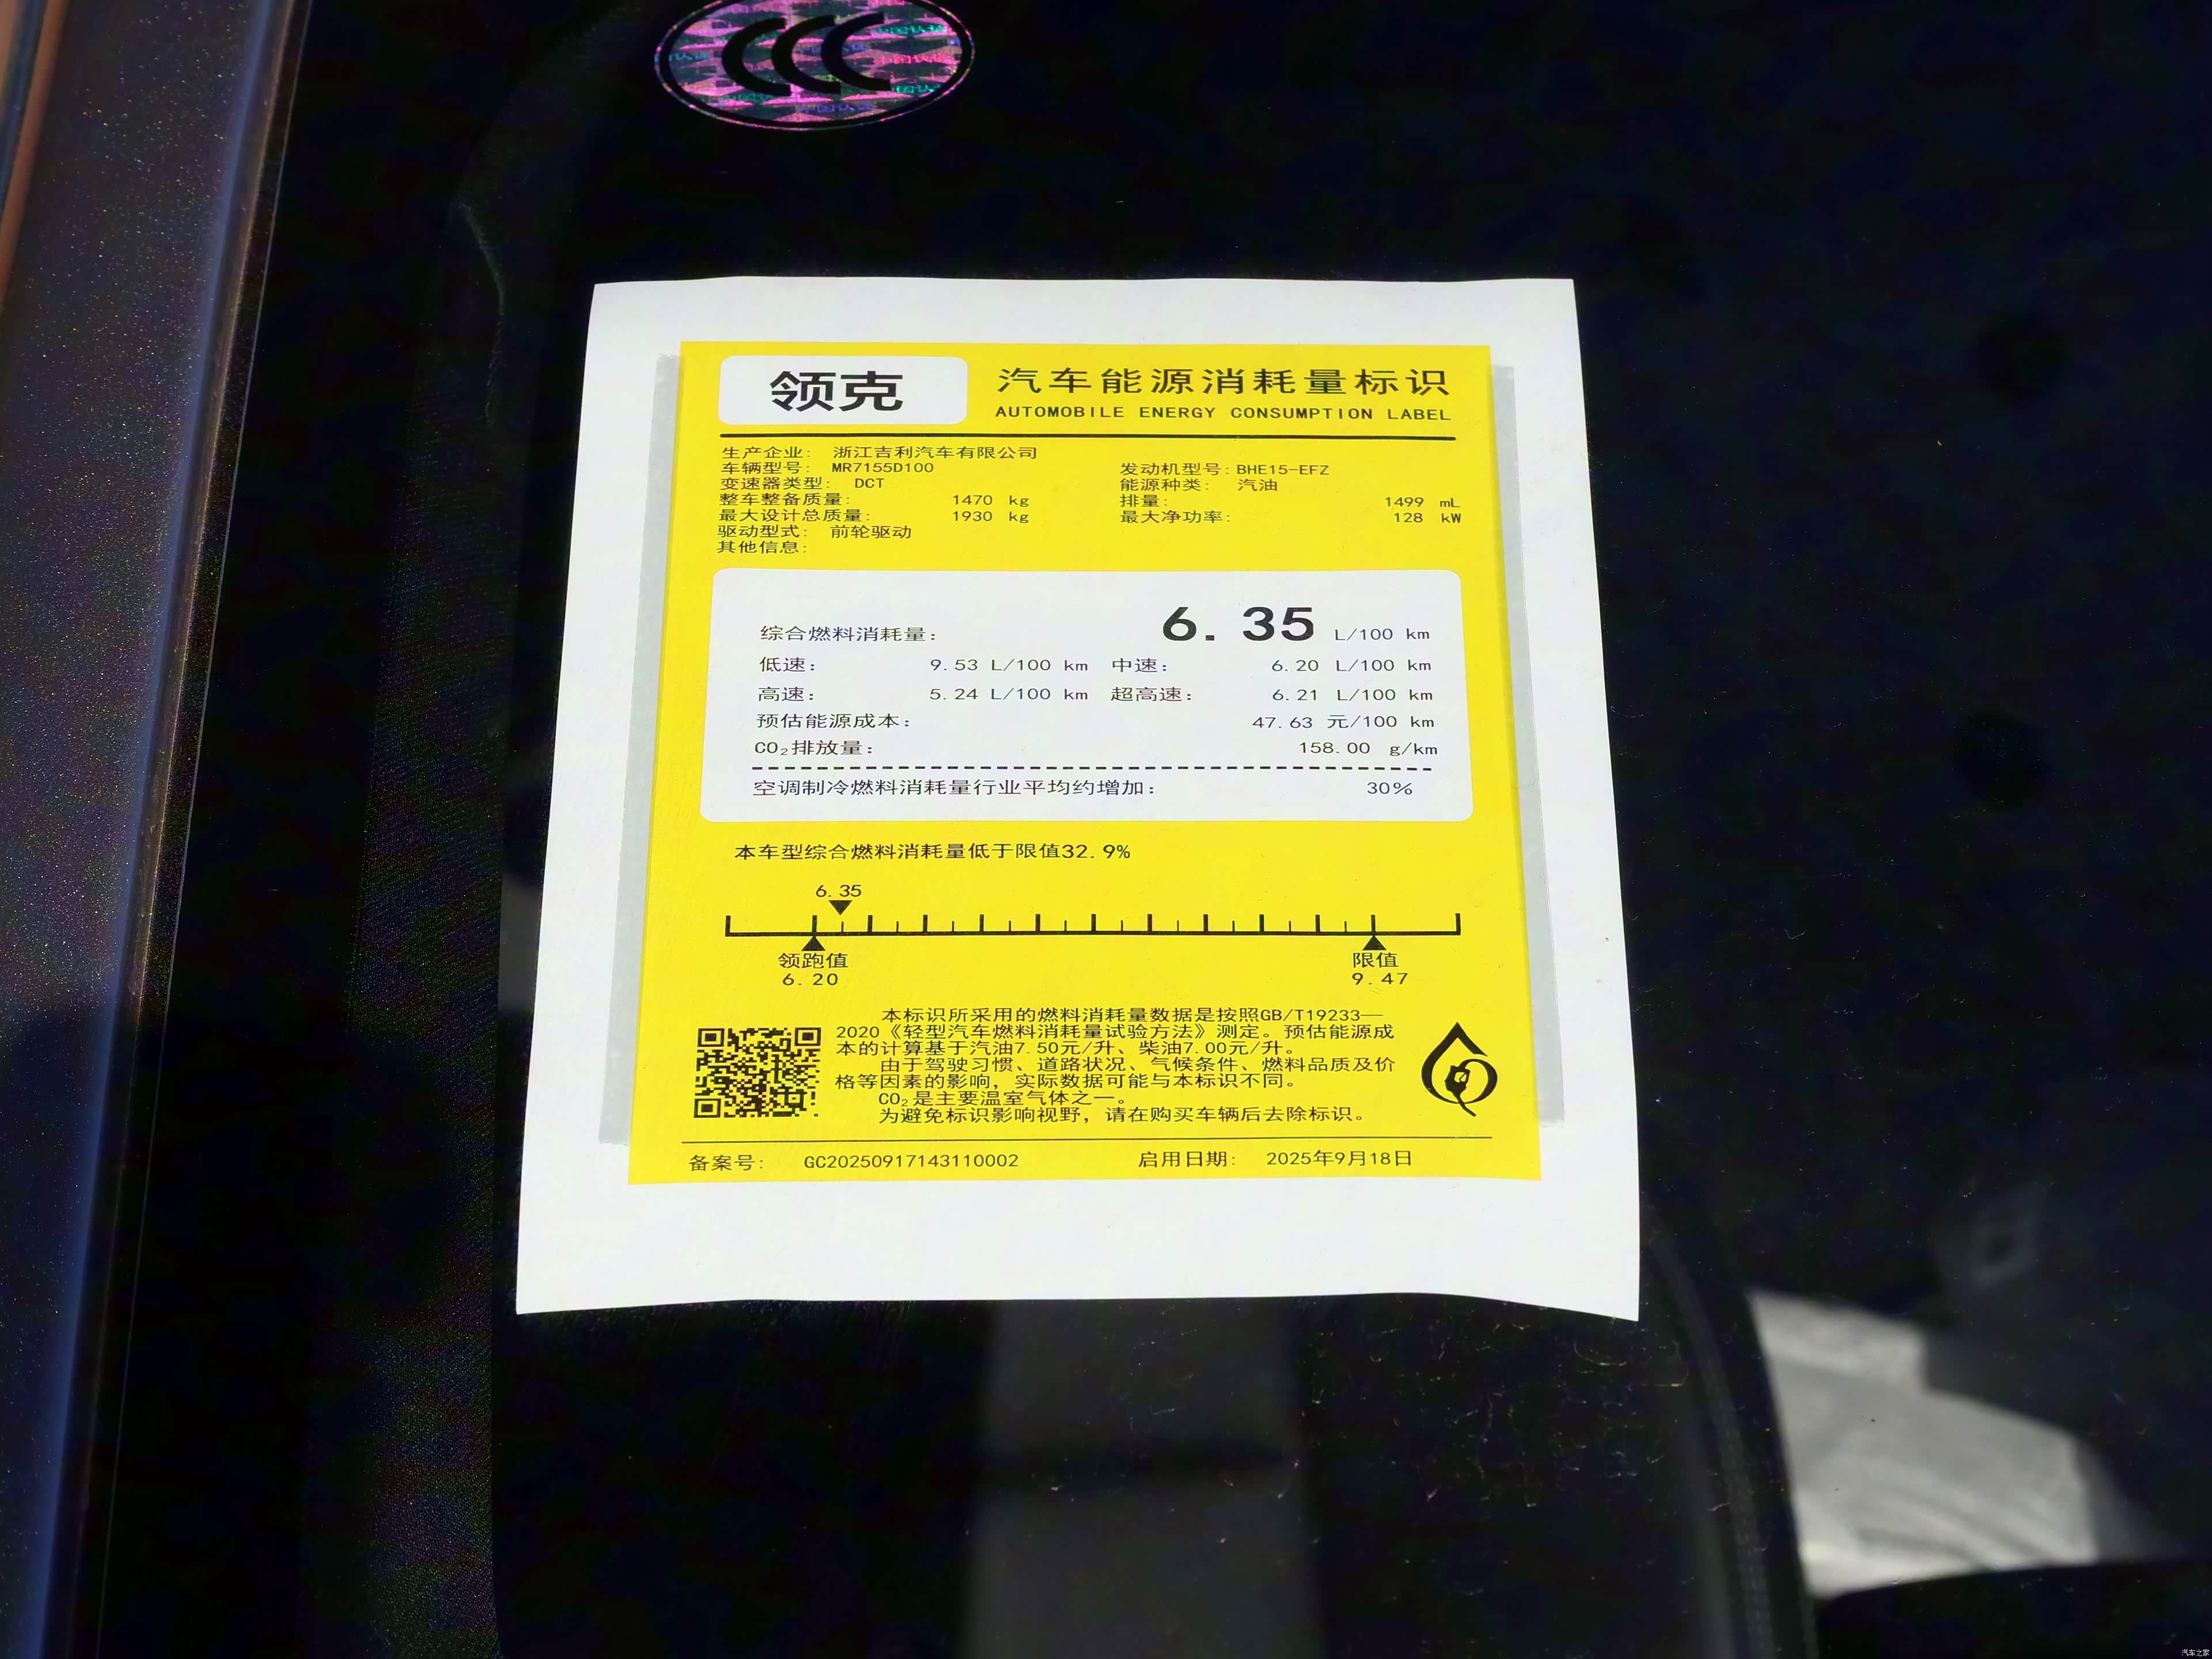 CCC
领克
汽车能源消耗量标识
AUTOMOBILE ENERGY CONSUMPTION LABEL
生产企业： 浙江吉利汽车有限公司
车辆型号： MR7155D100 发动机型号：BHE15-EFZ
变速器类型： DCT 能源种类： 汽油
整车整备质量： 1470 kg 排量： 1499 mL
最大设计总质量： 1930 kg 最大净功率： 128 kW
驱动型式： 前轮驱动
其他信息：
综合燃料消耗量： 6.35 L/100 km
低速： 9.53 L/100 km 中速： 6.20 L/100 km
高速： 5.24 L/100 km 超高速： 6.21 L/100 km
预估能源成本： 47.63 元/100 km
CO₂排放量： 158.00 g/km
空调制冷燃料消耗量行业平均约增加： 30%
本车型综合燃料消耗量低于限值32.9%
6.35
领跑值 限值
6.20 9.47
本标识所采用的燃料消耗量数据是按照GB/T19233—
2020《轻型汽车燃料消耗量试验方法》测定。预估能源成
本的计算基于汽油7.50元/升、柴油7.00元/升。
由于驾驶习惯、道路状况、气候条件、燃料品质及价
格等因素的影响，实际数据可能与本标识不同。
CO₂是主要温室气体之一。
为避免标识影响视野，请在购买车辆后去除标识。
备案号： GC20250917143110002 启用日期： 2025年9月18日
汽车之家